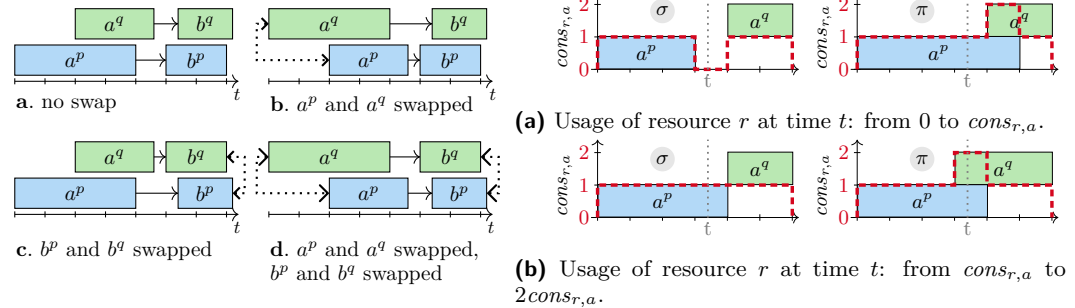 a^q b^q
a^p b^p
t
a. no swap
a^q b^q
a^p b^p
t
b. a^p and a^q swapped
a^q b^q
a^p b^p
t
c. b^p and b^q swapped
a^q b^q
a^p b^p
t
d. a^p and a^q swapped,
b^p and b^q swapped
cons_{r,a}
2
1
0
σ
a^q
a^p
t
cons_{r,a}
2
1
0
π
a^q
a^p
t
(a) Usage of resource r at time t: from 0 to cons_{r,a}.
cons_{r,a}
2
1
0
σ
a^q
a^p
t
cons_{r,a}
2
1
0
π
a^q
a^p
t
(b) Usage of resource r at time t: from cons_{r,a} to
2cons_{r,a}.